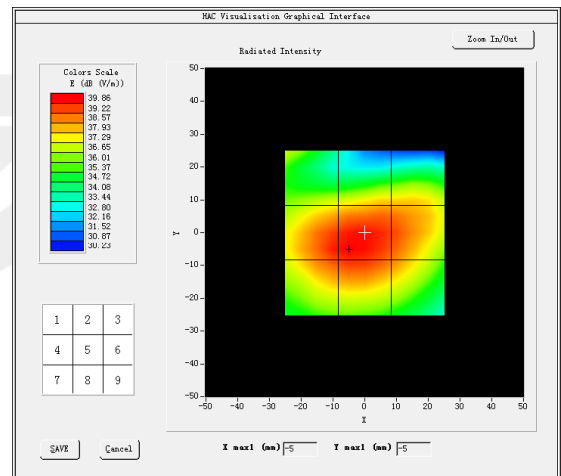 HAC Visualisation Graphical Interface
Zoom In/Out
Radiated Intensity
Colors Scale
E (dB (V/m))
39.86
39.22
38.57
37.93
37.29
36.65
36.01
35.37
34.72
34.08
33.44
32.80
32.16
31.52
30.87
30.23
50
40
30
20
10
Y 0
-10
-20
-30
-40
-50
-50 -40 -30 -20 -10 0 10 20 30 40 50
X
1 2 3
4 5 6
7 8 9
SAVE Cancel X max1 (mm) -5 Y max1 (mm) -5